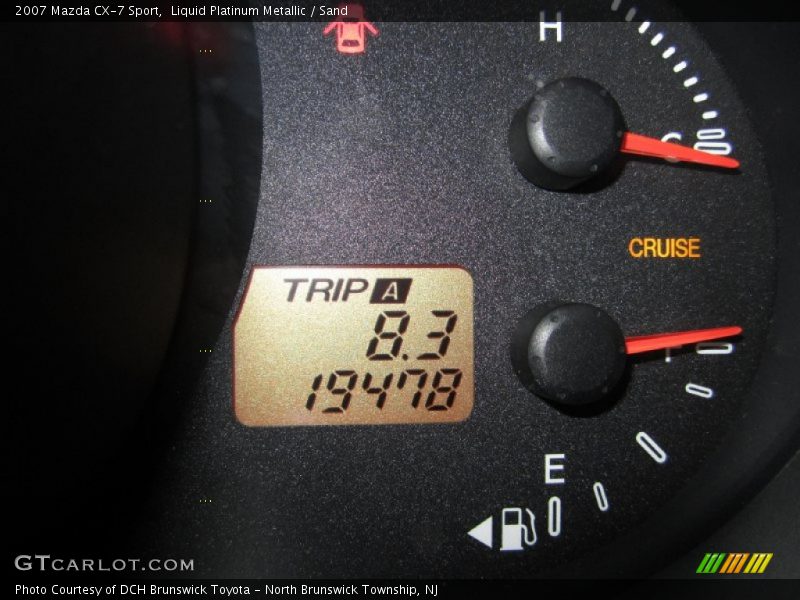 2007 Mazda CX-7 Sport,  Liquid Platinum Metallic / Sand
H
C
CRUISE
TRIP A
8.3
19478
F
E
GTCARLOT.COM
Photo Courtesy of DCH Brunswick Toyota - North Brunswick Township, NJ